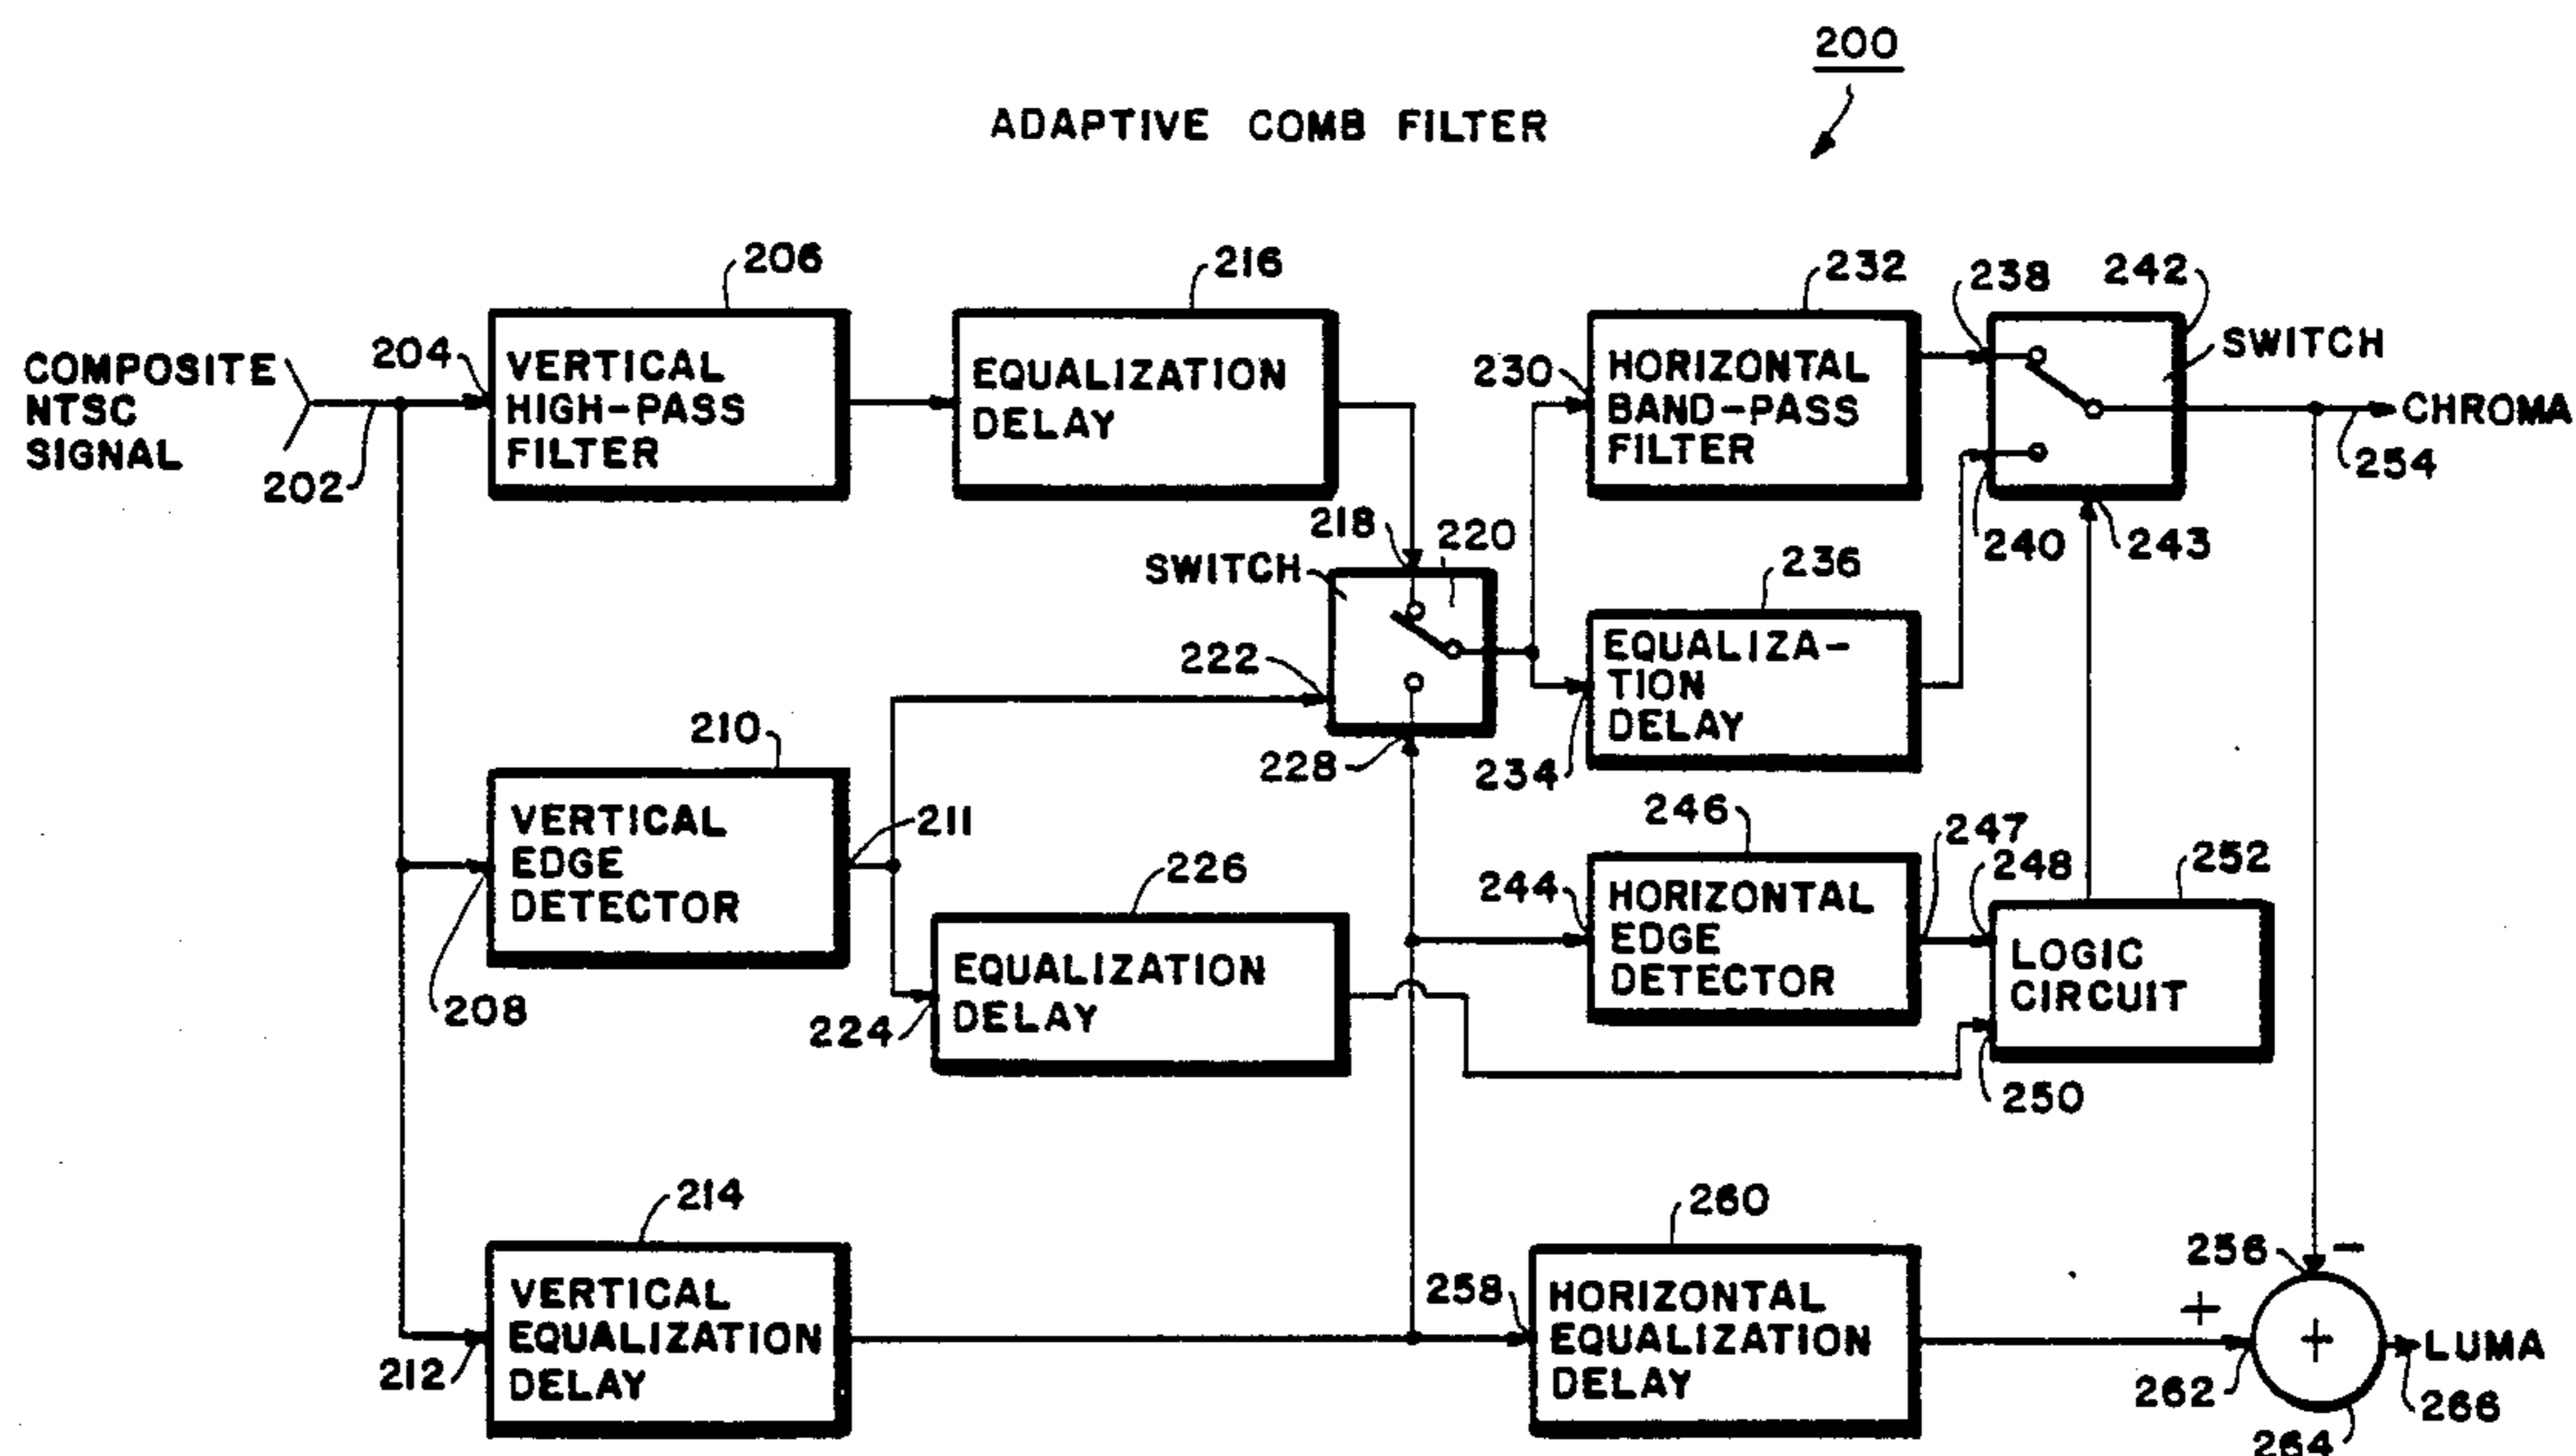 200
ADAPTIVE COMB FILTER
206
216
232
238
242
COMPOSITE
NTSC
SIGNAL
202
204
VERTICAL
HIGH-PASS
FILTER
EQUALIZATION
DELAY
230
HORIZONTAL
BAND-PASS
FILTER
SWITCH
CHROMA
254
240
243
218
220
SWITCH
222
228
236
EQUALIZA-
TION
DELAY
234
210
VERTICAL
EDGE
DETECTOR
211
208
226
EQUALIZATION
DELAY
224
246
244
HORIZONTAL
EDGE
DETECTOR
247
248
252
LOGIC
CIRCUIT
250
214
VERTICAL
EQUALIZATION
DELAY
212
260
258
HORIZONTAL
EQUALIZATION
DELAY
256
−
+
+
262
LUMA
266
264